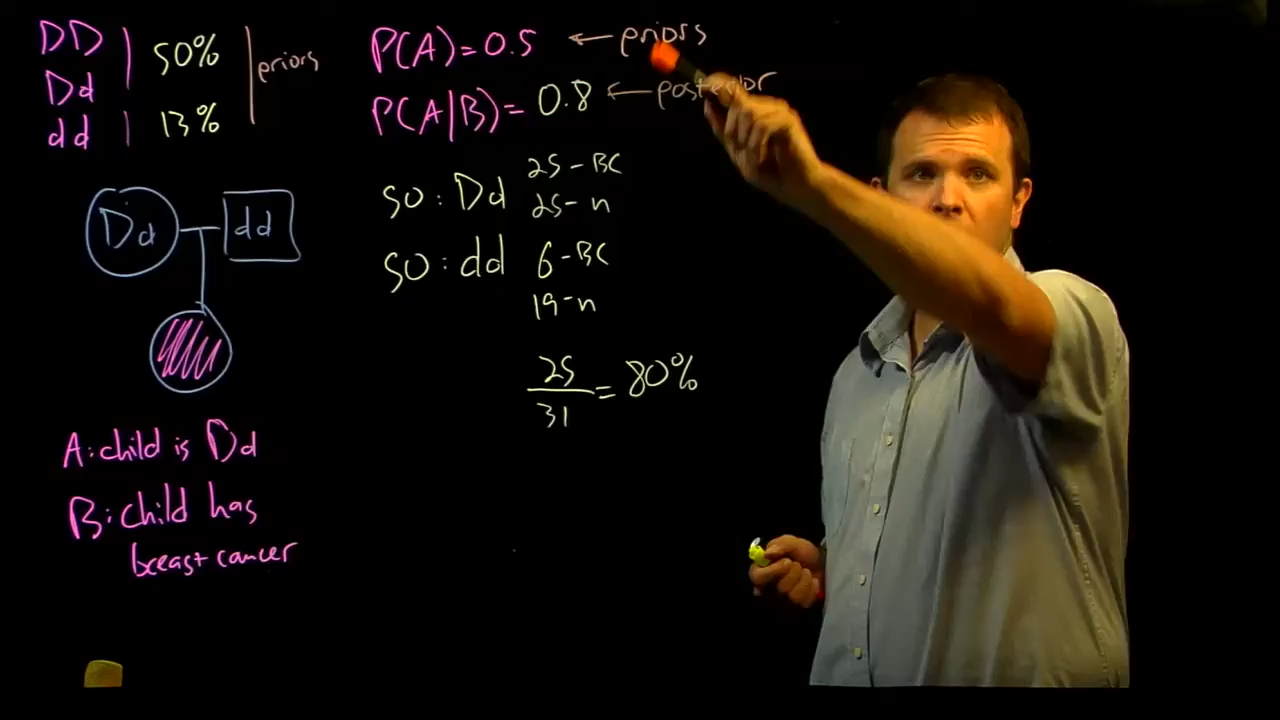 DD
Dd
dd
50%
13%
priors
P(A)=0.5 ← priors
P(A|B)= 0.8 ← posterior
50 : Dd
25 - BC
25 - n
50 : dd
6 - BC
19 - n
25
31
= 80%
Dd
dd
A: child is Dd
B: child has
breast cancer